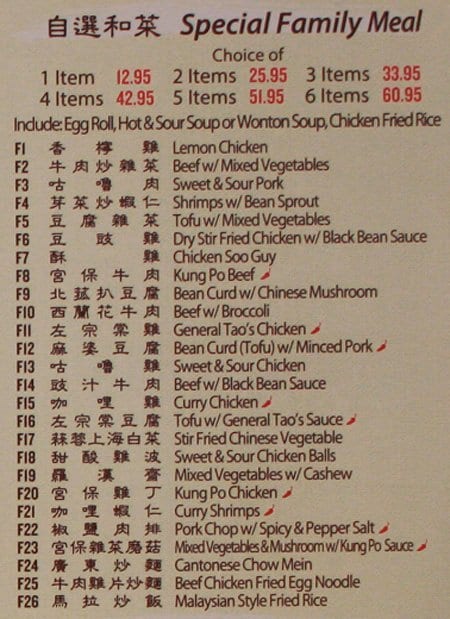 自選和菜 Special Family Meal
Choice of
1 Item 12.95 2 Items 25.95 3 Items 33.95
4 Items 42.95 5 Items 51.95 6 Items 60.95
Include: Egg Roll, Hot & Sour Soup or Wonton Soup, Chicken Fried Rice
F1 香檸雞 Lemon Chicken
F2 牛肉炒雜菜 Beef w/ Mixed Vegetables
F3 咕嚕肉 Sweet & Sour Pork
F4 芽菜炒蝦仁 Shrimps w/ Bean Sprout
F5 豆腐雜菜 Tofu w/ Mixed Vegetables
F6 豆豉雞 Dry Stir Fried Chicken w/ Black Bean Sauce
F7 酥雞 Chicken Soo Guy
F8 宮保牛肉 Kung Po Beef
F9 北菰扒豆腐 Bean Curd w/ Chinese Mushroom
F10 西蘭花牛肉 Beef w/ Broccoli
F11 左宗棠雞 General Tao's Chicken
F12 麻婆豆腐 Bean Curd (Tofu) w/ Minced Pork
F13 咕嚕雞 Sweet & Sour Chicken
F14 豉汁牛肉 Beef w/ Black Bean Sauce
F15 咖喱雞 Curry Chicken
F16 左宗棠豆腐 Tofu w/ General Tao's Sauce
F17 蒜蓉上海白菜 Stir Fried Chinese Vegetable
F18 甜酸雞波 Sweet & Sour Chicken Balls
F19 羅漢齋 Mixed Vegetables w/ Cashew
F20 宮保雞丁 Kung Po Chicken
F21 咖喱蝦仁 Curry Shrimps
F22 椒鹽肉排 Pork Chop w/ Spicy & Pepper Salt
F23 宮保雜菜蘑菇 Mixed Vegetables & Mushroom w/ Kung Po Sauce
F24 廣東炒麵 Cantonese Chow Mein
F25 牛肉雞片炒麵 Beef Chicken Fried Egg Noodle
F26 馬拉炒飯 Malaysian Style Fried Rice